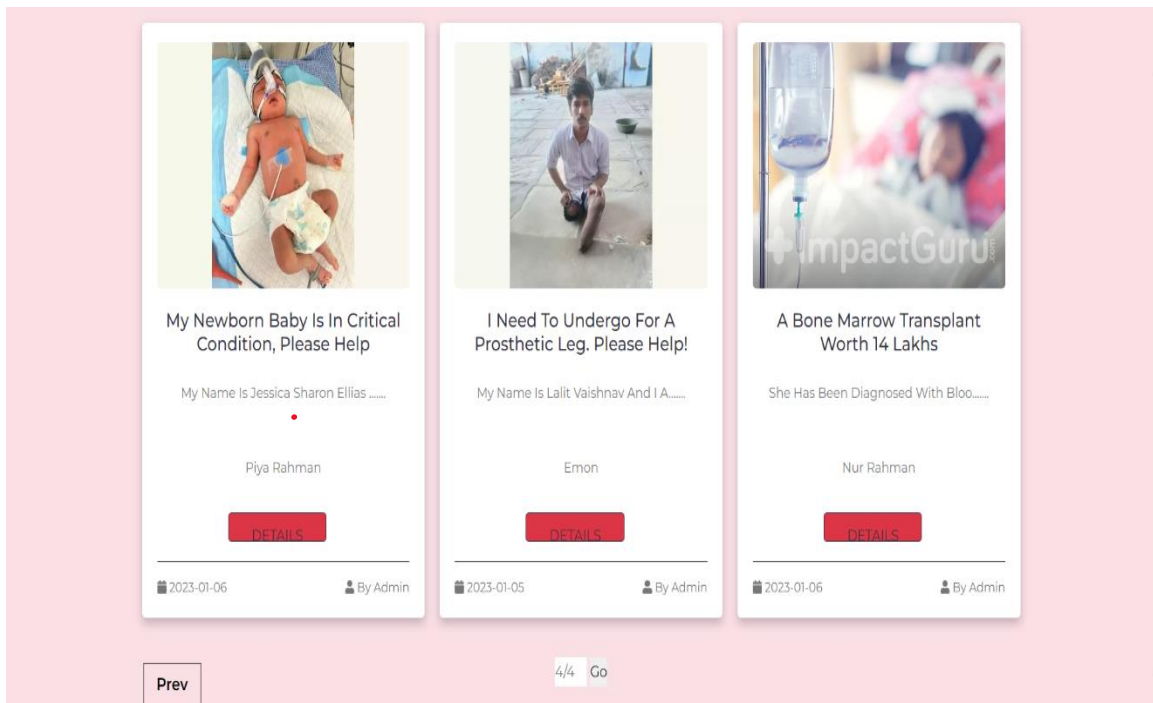 + ImpactGuru.com
My Newborn Baby Is In Critical
Condition, Please Help
My Name Is Jessica Sharon Ellias ......
Piya Rahman
DETAILS
2023-01-06 By Admin
I Need To Undergo For A
Prosthetic Leg. Please Help!
My Name Is Lalit Vaishnav And I A......
Emon
DETAILS
2023-01-05 By Admin
A Bone Marrow Transplant
Worth 14 Lakhs
She Has Been Diagnosed With Bloo......
Nur Rahman
DETAILS
2023-01-06 By Admin
Prev
4/4 Go